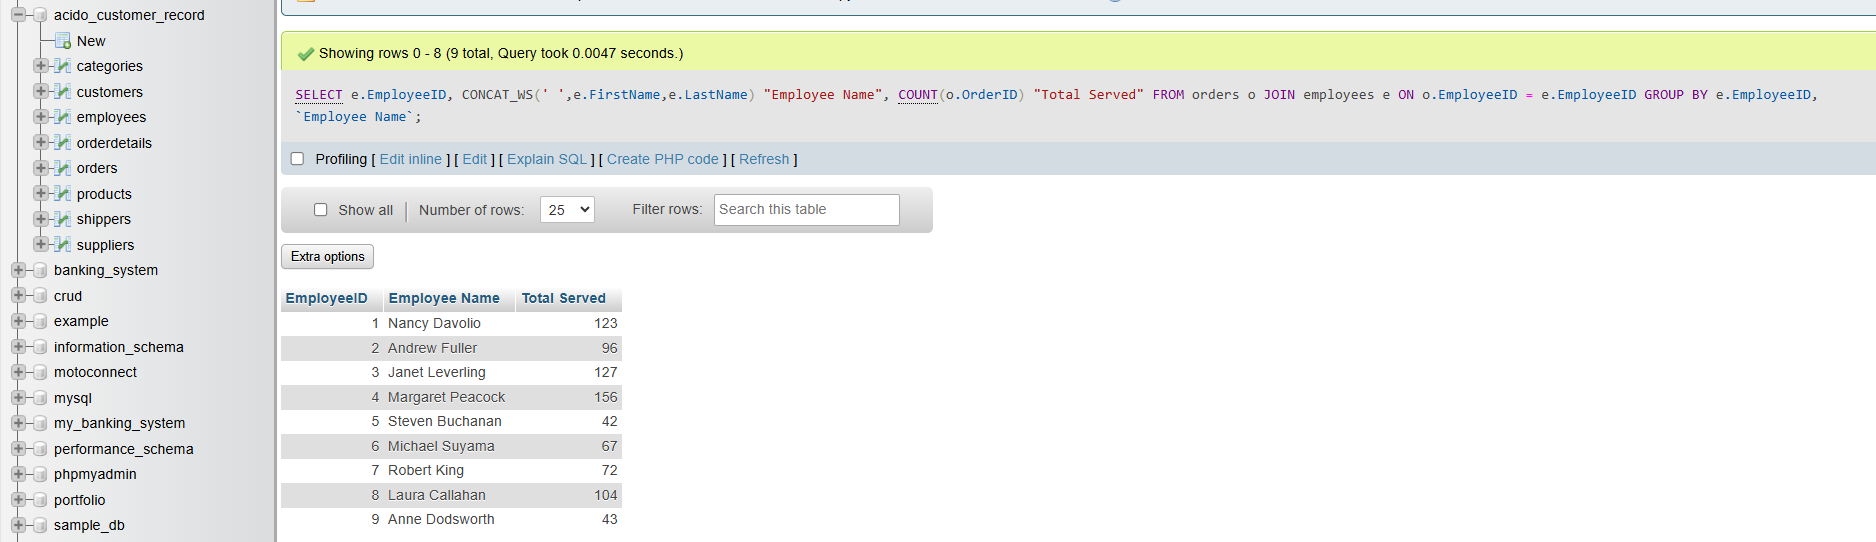 acido_customer_record
New
categories
customers
employees
orderdetails
orders
products
shippers
suppliers
banking_system
crud
example
information_schema
motoconnect
mysql
my_banking_system
performance_schema
phpmyadmin
portfolio
sample_db
Showing rows 0 - 8 (9 total, Query took 0.0047 seconds.)
SELECT e.EmployeeID, CONCAT_WS(' ',e.FirstName,e.LastName) "Employee Name", COUNT(o.OrderID) "Total Served" FROM orders o JOIN employees e ON o.EmployeeID = e.EmployeeID GROUP BY e.EmployeeID,
`Employee Name`;
Profiling [ Edit inline ] [ Edit ] [ Explain SQL ] [ Create PHP code ] [ Refresh ]
Show all Number of rows: 25 Filter rows: Search this table
Extra options
EmployeeID Employee Name Total Served
1 Nancy Davolio 123
2 Andrew Fuller 96
3 Janet Leverling 127
4 Margaret Peacock 156
5 Steven Buchanan 42
6 Michael Suyama 67
7 Robert King 72
8 Laura Callahan 104
9 Anne Dodsworth 43